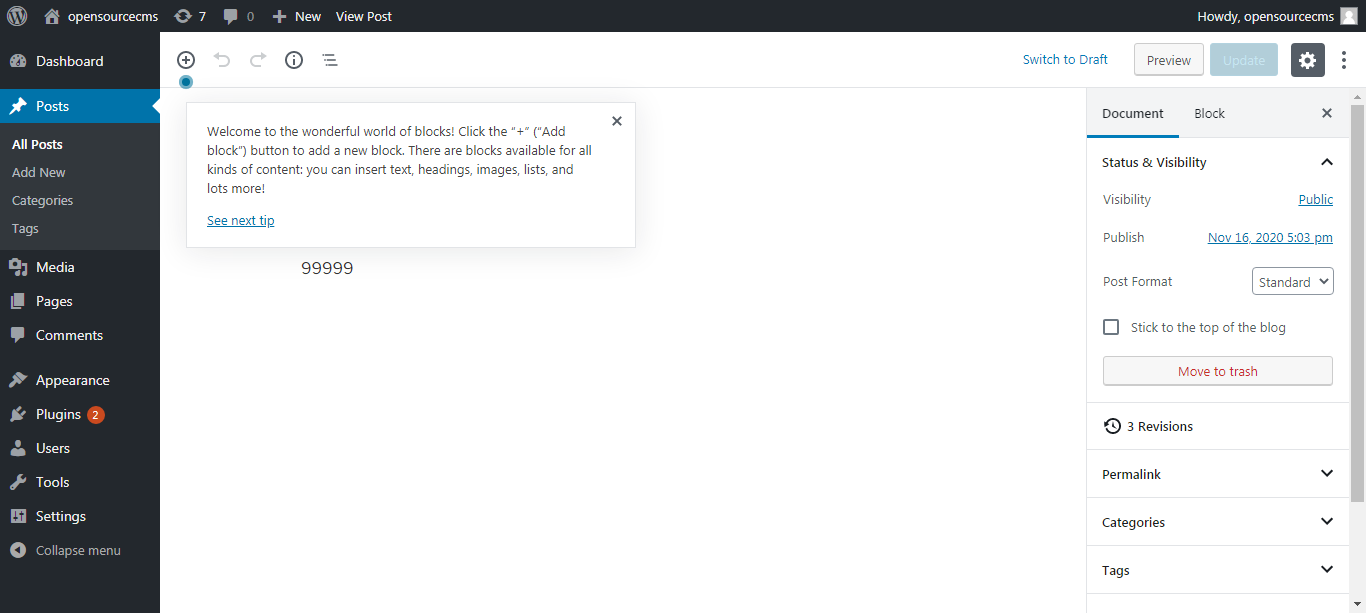 opensourcecms 7 0 New View Post Howdy, opensourcecms
Dashboard
Posts
All Posts
Add New
Categories
Tags
Media
Pages
Comments
Appearance
Plugins 2
Users
Tools
Settings
Collapse menu
Switch to Draft Preview Update
Welcome to the wonderful world of blocks! Click the “+” (“Add
block”) button to add a new block. There are blocks available for all
kinds of content: you can insert text, headings, images, lists, and
lots more!
See next tip
99999
Document Block
Status & Visibility
Visibility Public
Publish Nov 16, 2020 5:03 pm
Post Format Standard
Stick to the top of the blog
Move to trash
3 Revisions
Permalink
Categories
Tags